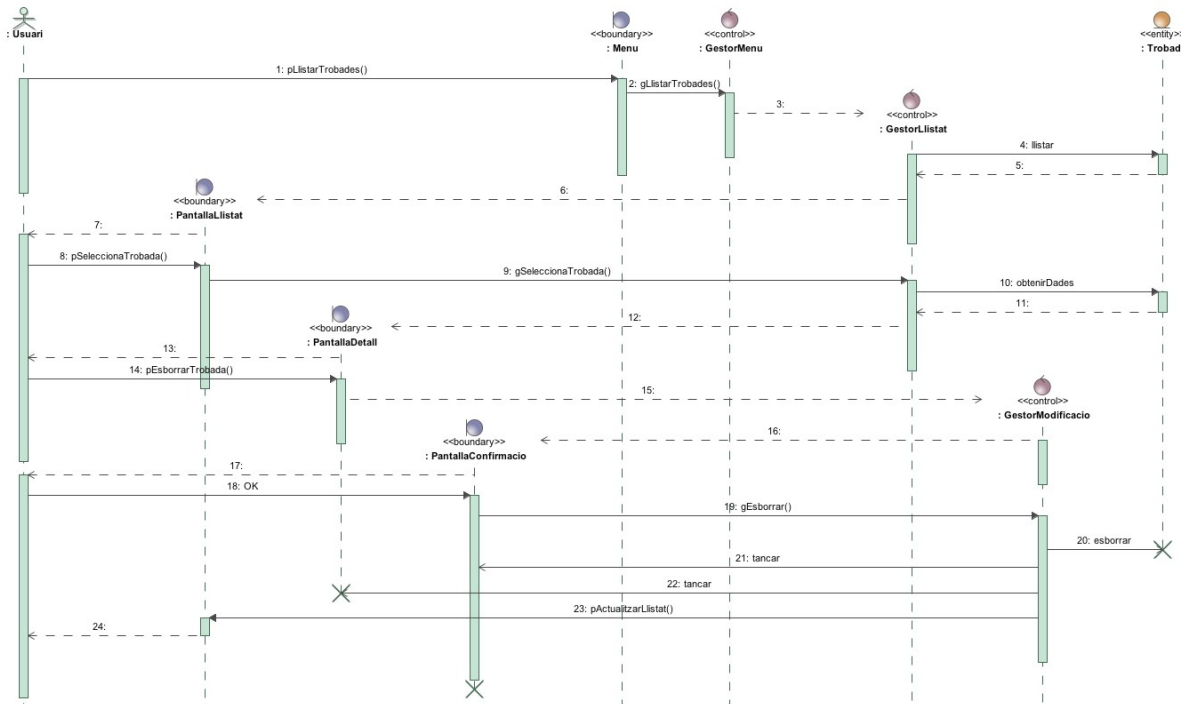 : Usuari
<<boundary>>
: Menu
<<control>>
: GestorMenu
<<entity>
: Trobad
1: pLlistarTrobades()
2: gLlistarTrobades()
3:
<<control>>
: GestorLlistat
4: llistar
5:
6:
<<boundary>>
: PantallaLlistat
7:
8: pSeleccionaTrobada()
9: gSeleccionaTrobada()
10: obtenirDades
11:
12:
<<boundary>>
: PantallaDetall
13:
14: pEsborrarTrobada()
15:
<<control>>
: GestorModificacio
16:
<<boundary>>
: PantallaConfirmacio
17:
18: OK
19: gEsborrar()
20: esborrar
21: tancar
22: tancar
23: pActualitzarLlistat()
24: